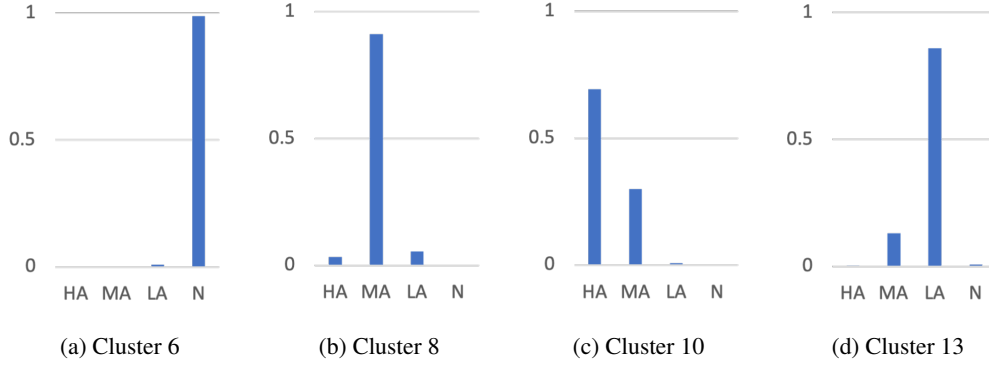 1
0.5
0
HA MA LA N
(a) Cluster 6
1
0.5
0
HA MA LA N
(b) Cluster 8
1
0.5
0
HA MA LA N
(c) Cluster 10
1
0.5
0
HA MA LA N
(d) Cluster 13